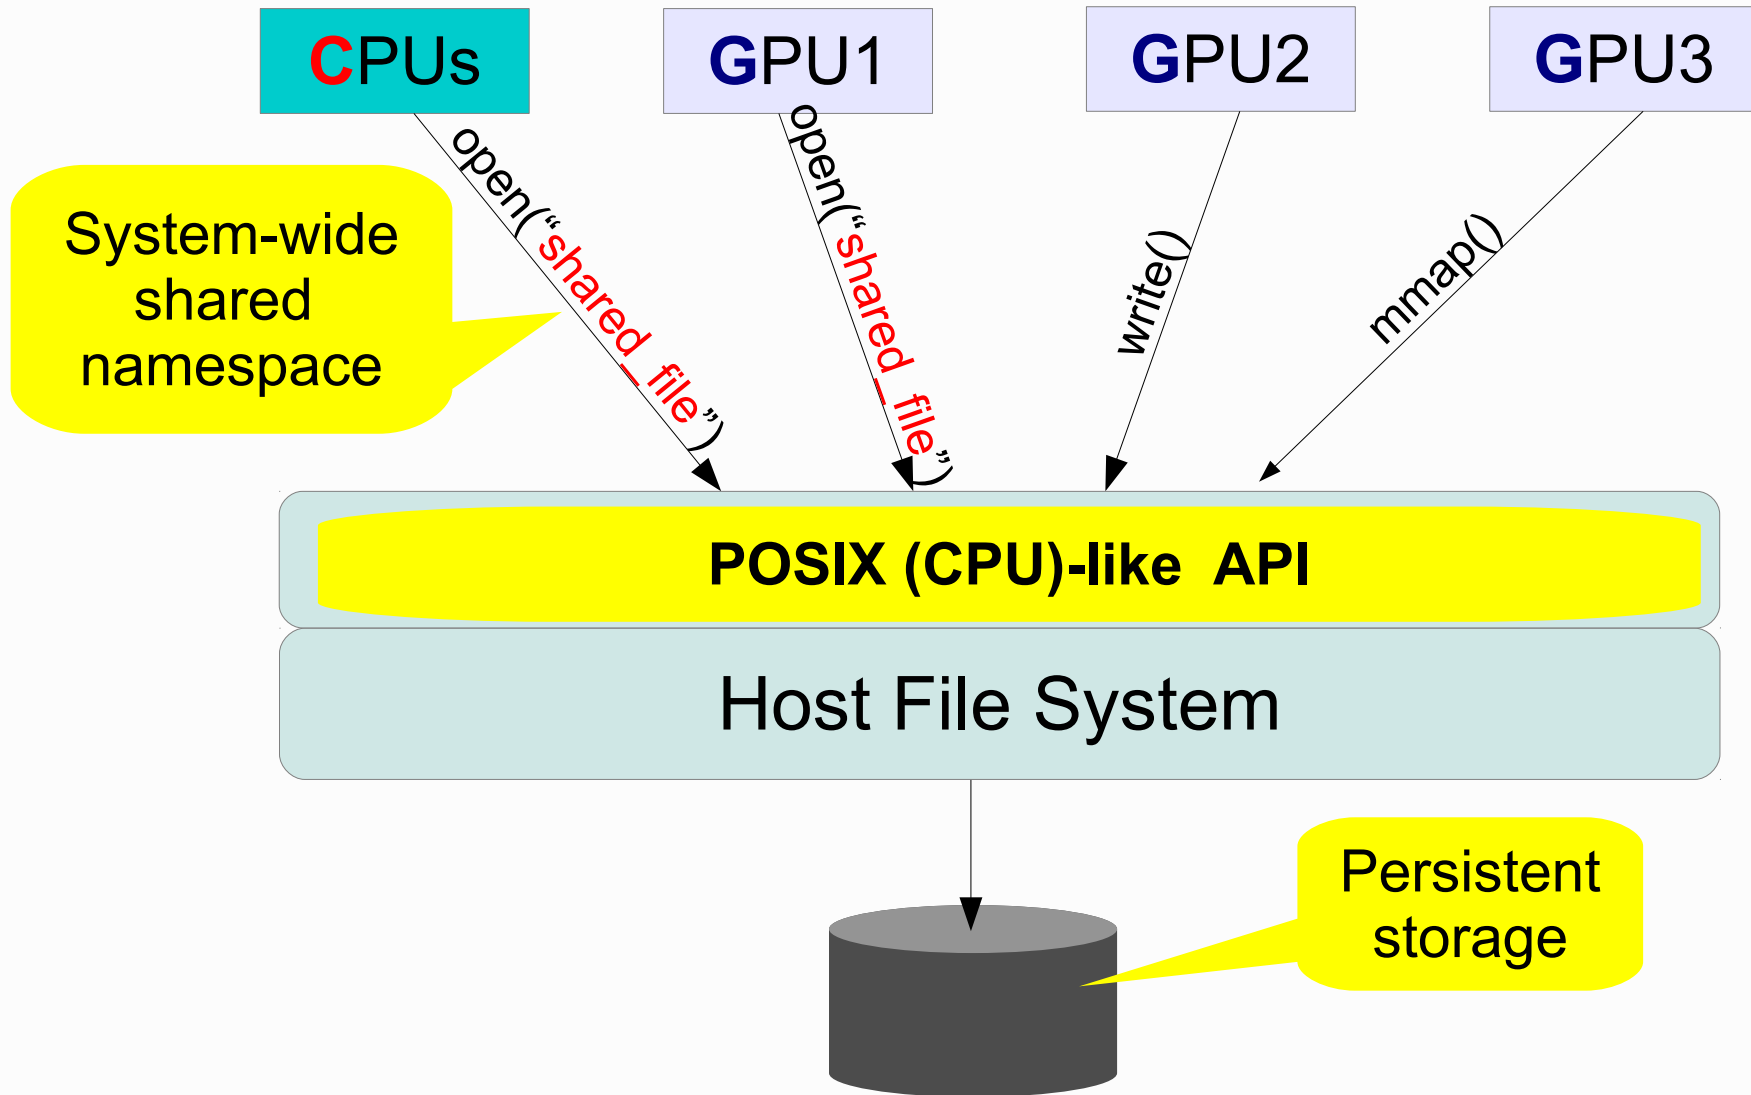 CPUs
GPU1
GPU2
GPU3
open(“shared_file”)
open(“shared_file”)
write()
mmap()
System-wide
shared
namespace
POSIX (CPU)-like  API
Host File System
Persistent
storage